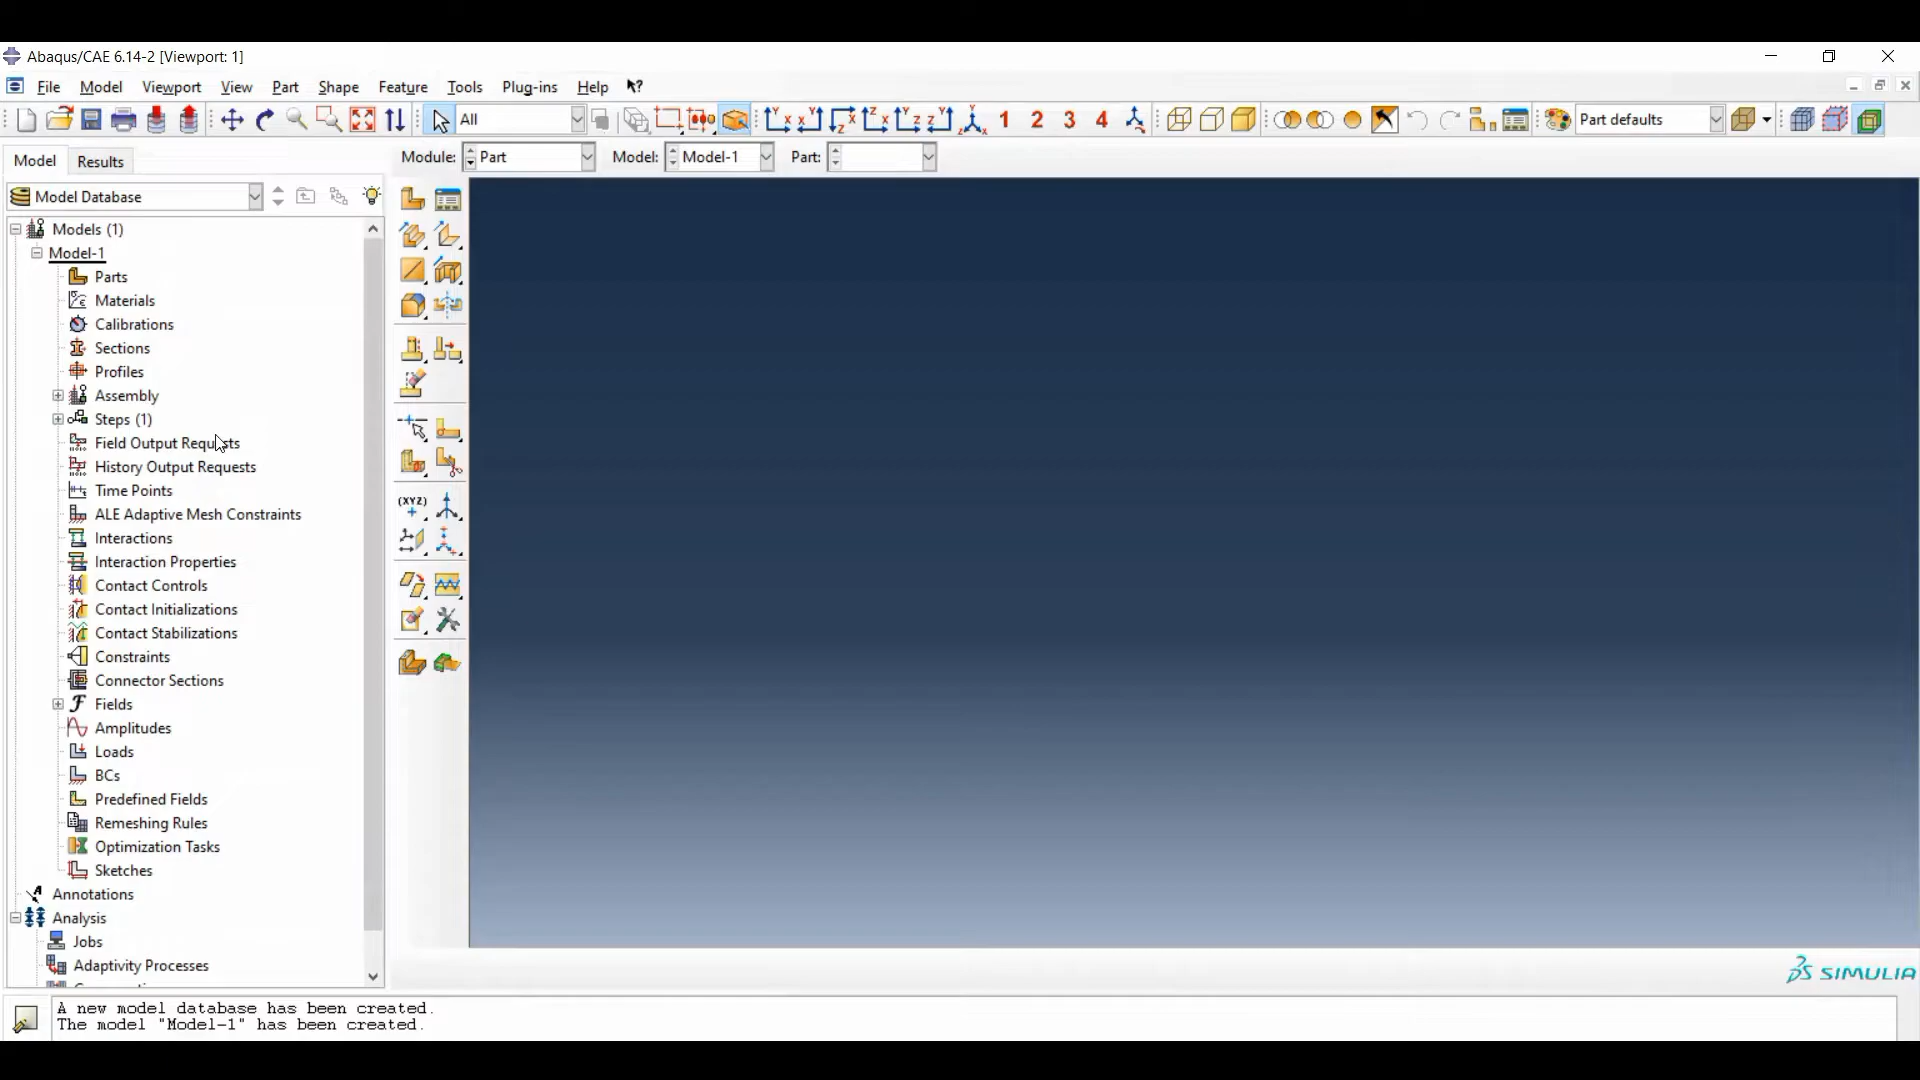 Abaqus/CAE 6.14-2 [Viewport: 1]
File Model Viewport View Part Shape Feature Tools Plug-ins Help
All
1 2 3 4
Part defaults
Model Results
Module: Part Model: Model-1 Part:
Model Database
Models (1)
Model-1
Parts
Materials
Calibrations
Sections
Profiles
Assembly
Steps (1)
Field Output Requests
History Output Requests
Time Points
ALE Adaptive Mesh Constraints
Interactions
Interaction Properties
Contact Controls
Contact Initializations
Contact Stabilizations
Constraints
Connector Sections
Fields
Amplitudes
Loads
BCs
Predefined Fields
Remeshing Rules
Optimization Tasks
Sketches
Annotations
Analysis
Jobs
Adaptivity Processes
(XYZ)
SIMULIA
A new model database has been created.
The model "Model-1" has been created.